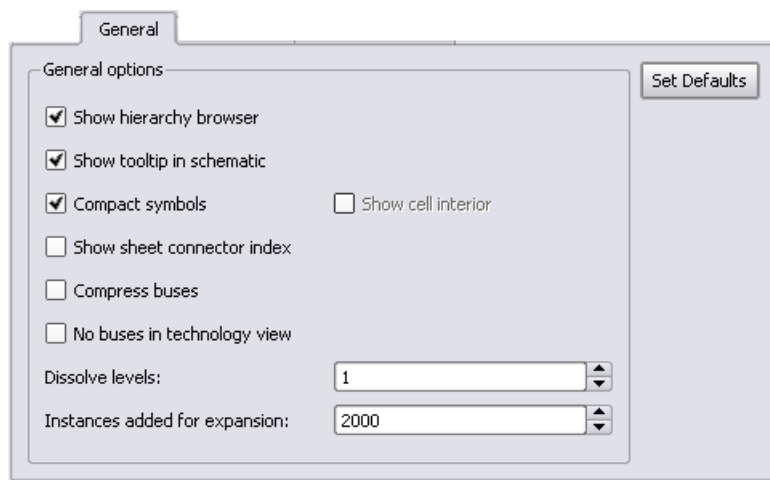 General
General options
Set Defaults
Show hierarchy browser
Show tooltip in schematic
Compact symbols
Show cell interior
Show sheet connector index
Compress buses
No buses in technology view
Dissolve levels:
1
Instances added for expansion:
2000